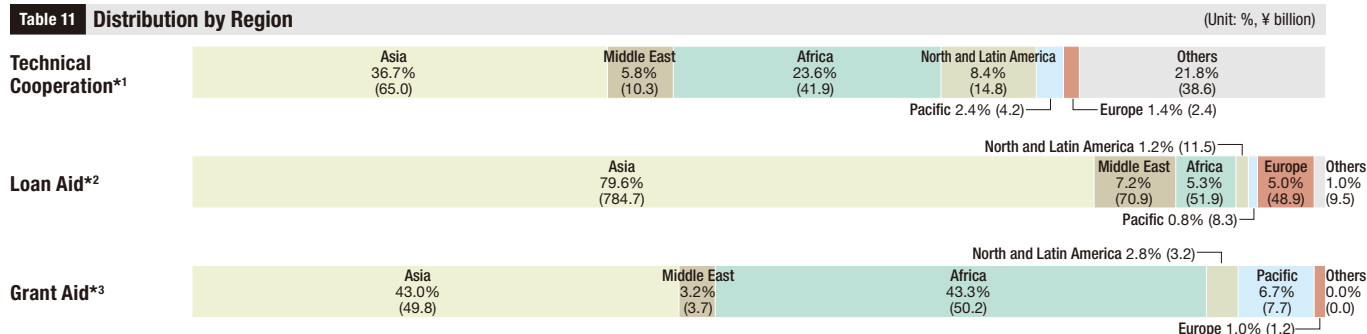 Table 11 Distribution by Region (Unit: %, ¥ billion)
Technical Cooperation*1
Asia 36.7% (65.0)
Middle East 5.8% (10.3)
Africa 23.6% (41.9)
North and Latin America 8.4% (14.8)
Pacific 2.4% (4.2)
Europe 1.4% (2.4)
Others 21.8% (38.6)
Loan Aid*2
Asia 79.6% (784.7)
Middle East 7.2% (70.9)
Africa 5.3% (51.9)
North and Latin America 1.2% (11.5)
Pacific 0.8% (8.3)
Europe 5.0% (48.9)
Others 1.0% (9.5)
Grant Aid*3
Asia 43.0% (49.8)
Middle East 3.2% (3.7)
Africa 43.3% (50.2)
North and Latin America 2.8% (3.2)
Pacific 6.7% (7.7)
Europe 1.0% (1.2)
Others 0.0% (0.0)